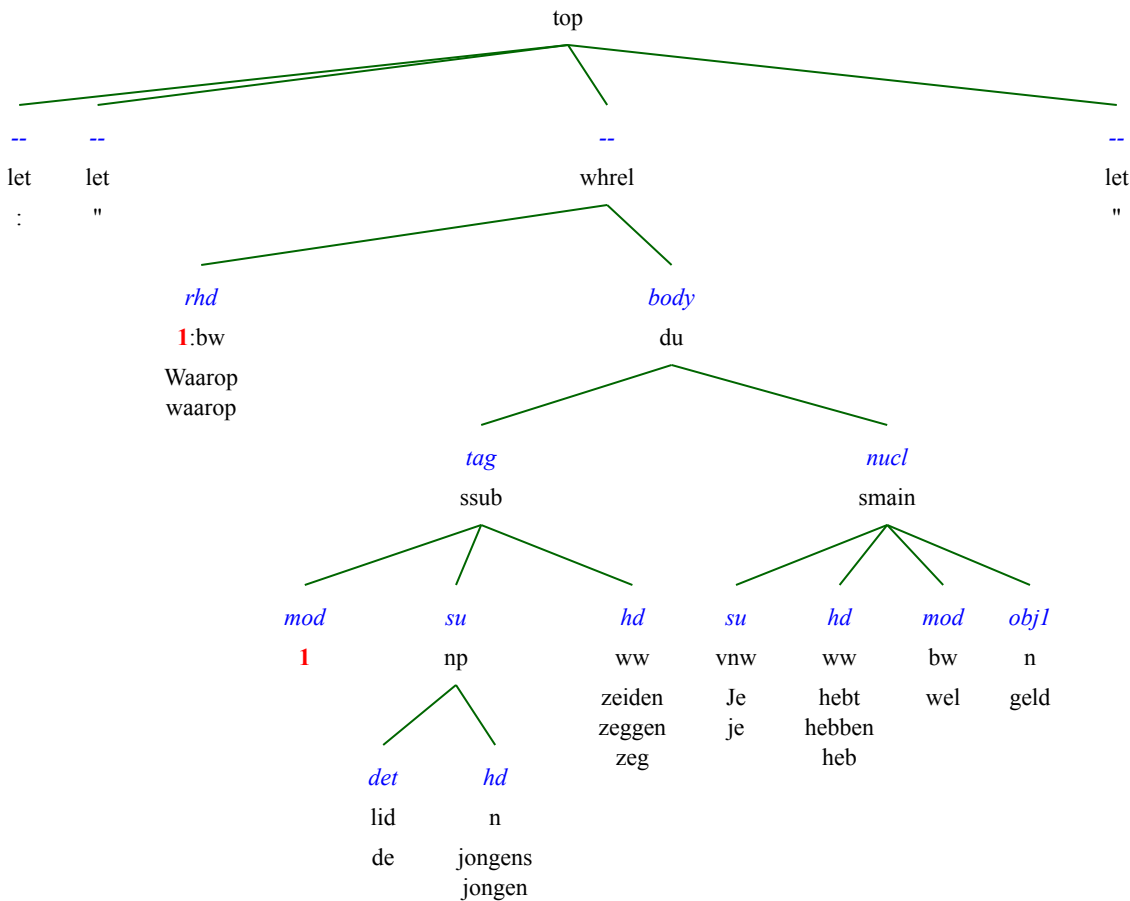 top
-- -- -- --
let let whrel let
: " "
rhd body
1:bw du
Waarop
waarop
tag nucl
ssub smain
mod su hd su hd mod obj1
1 np ww vnw ww bw n
zeiden Je hebt wel geld
zeggen je hebben
zeg heb
det hd
lid n
de jongens
jongen